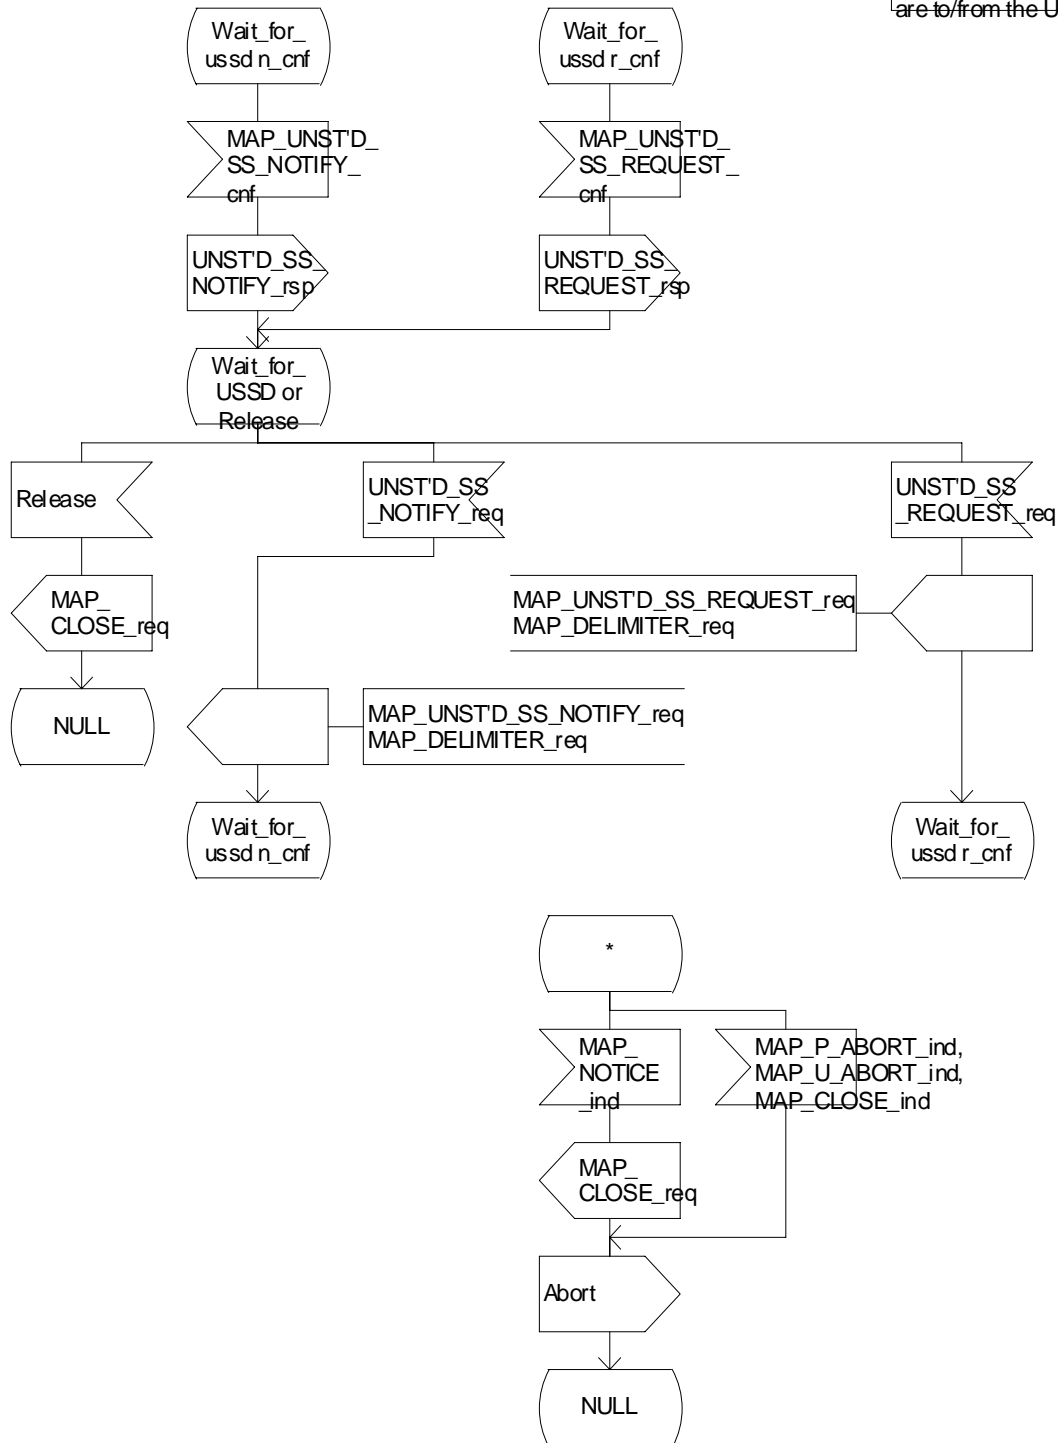 are to/from the U
Wait_for_
ussd n_cnf
Wait_for_
ussd r_cnf
MAP_UNST'D_
SS_NOTIFY_
cnf
MAP_UNST'D_
SS_REQUEST_
cnf
UNST'D_SS_
NOTIFY_rsp
UNST'D_SS_
REQUEST_rsp
Wait_for_
USSD or
Release
Release
UNST'D_SS
_NOTIFY_req
UNST'D_SS
_REQUEST_req
MAP_
CLOSE_req
MAP_UNST'D_SS_REQUEST_req
MAP_DELIMITER_req
NULL
MAP_UNST'D_SS_NOTIFY_req
MAP_DELIMITER_req
Wait_for_
ussd n_cnf
Wait_for_
ussd r_cnf
*
MAP_
NOTICE
_ind
MAP_P_ABORT_ind,
MAP_U_ABORT_ind,
MAP_CLOSE_ind
MAP_
CLOSE_req
Abort
NULL